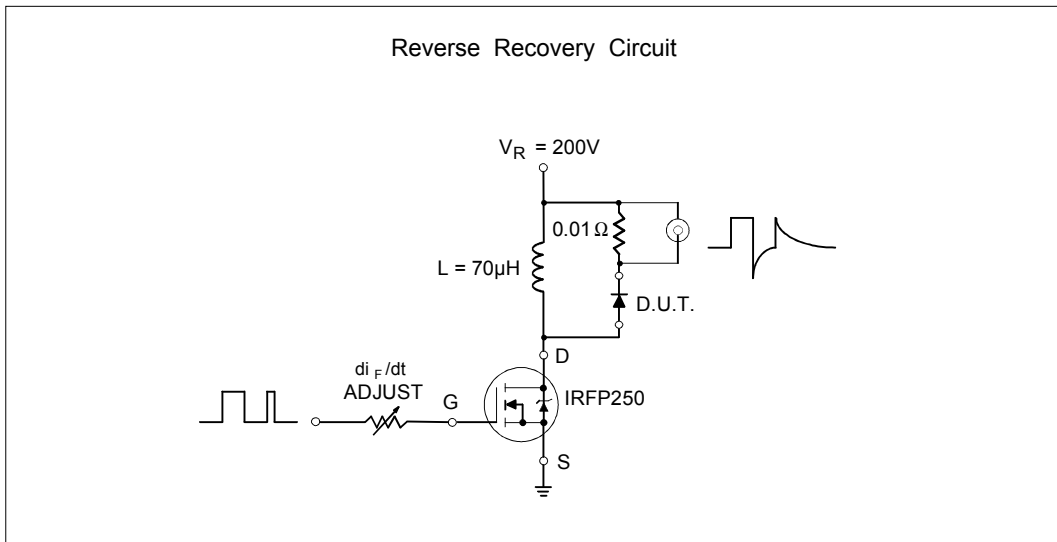 Reverse Recovery Circuit
V_R = 200V
0.01 Ω
L = 70µH
D.U.T.
di_F/dt
ADJUST
D
G
IRFP250
S